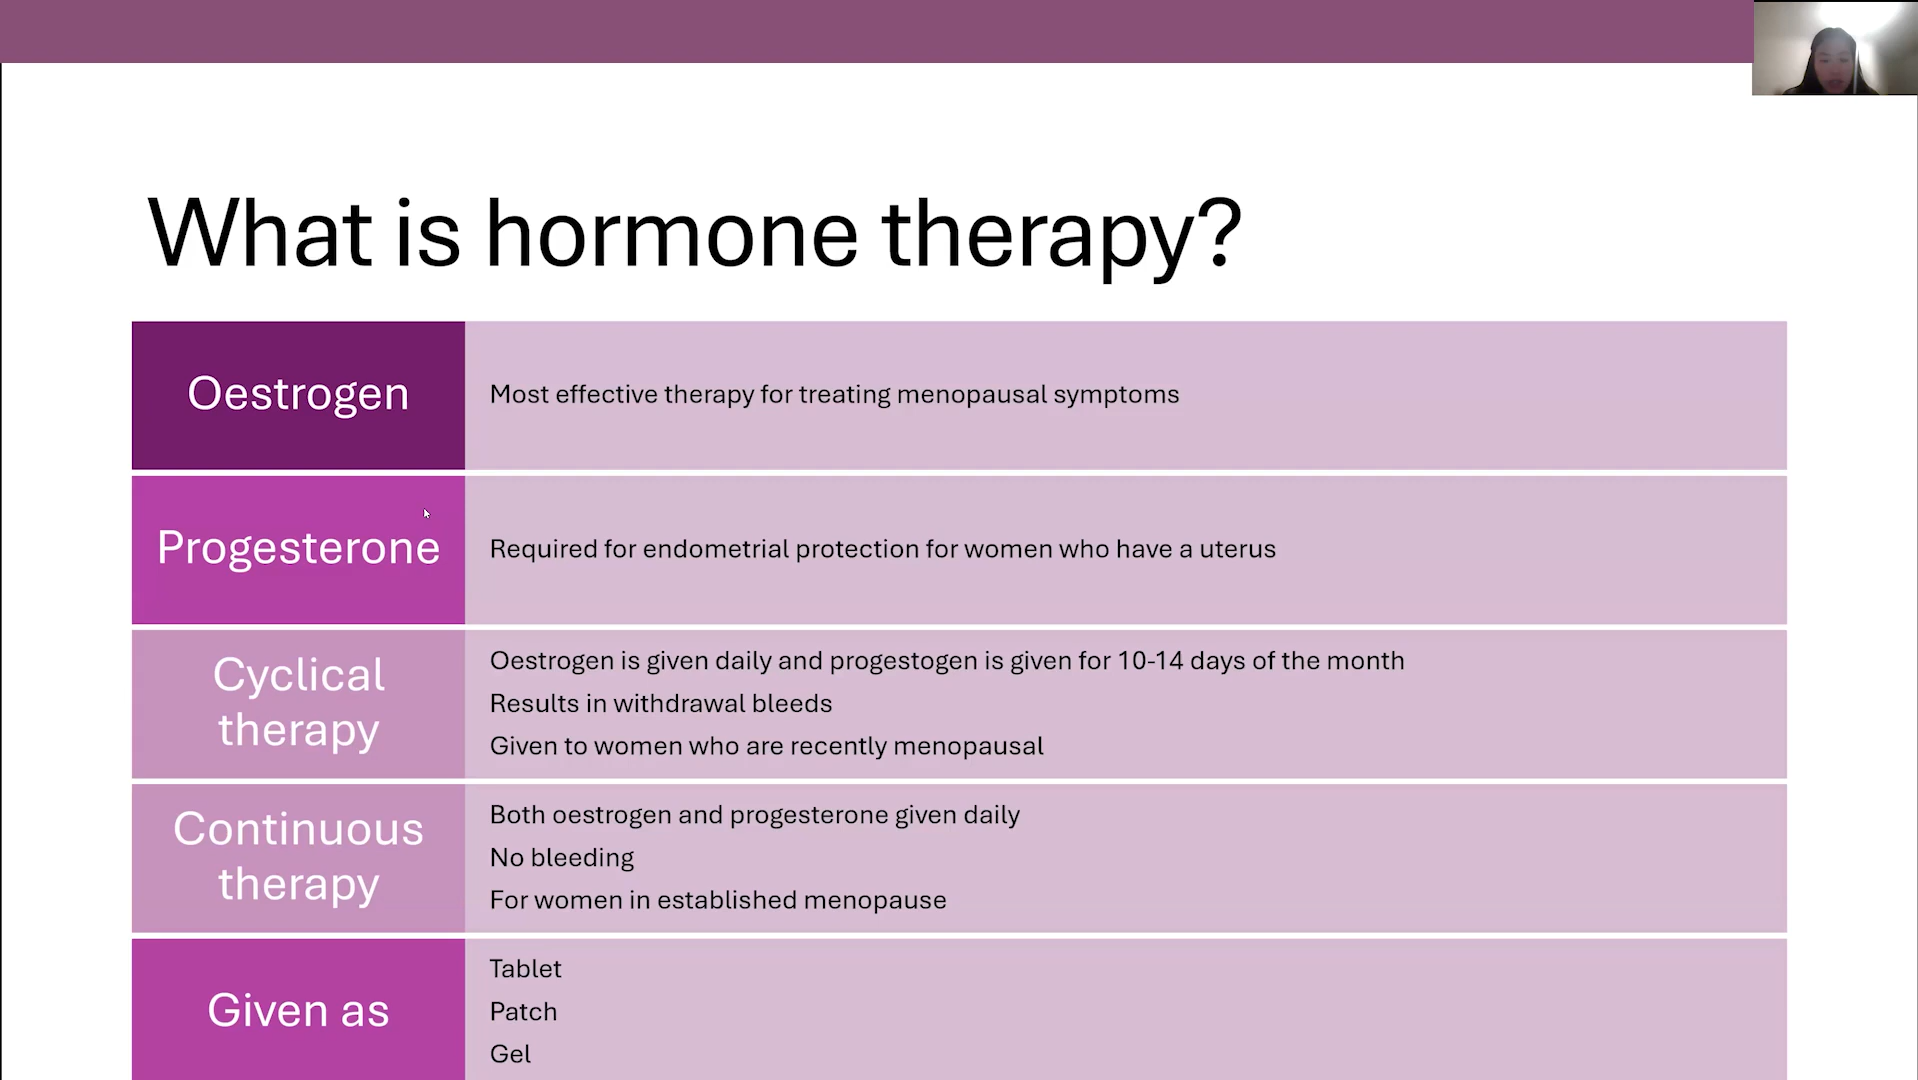 What is hormone therapy?
Oestrogen
Most effective therapy for treating menopausal symptoms
Progesterone
Required for endometrial protection for women who have a uterus
Cyclical
therapy
Oestrogen is given daily and progestogen is given for 10-14 days of the month
Results in withdrawal bleeds
Given to women who are recently menopausal
Continuous
therapy
Both oestrogen and progesterone given daily
No bleeding
For women in established menopause
Given as
Tablet
Patch
Gel